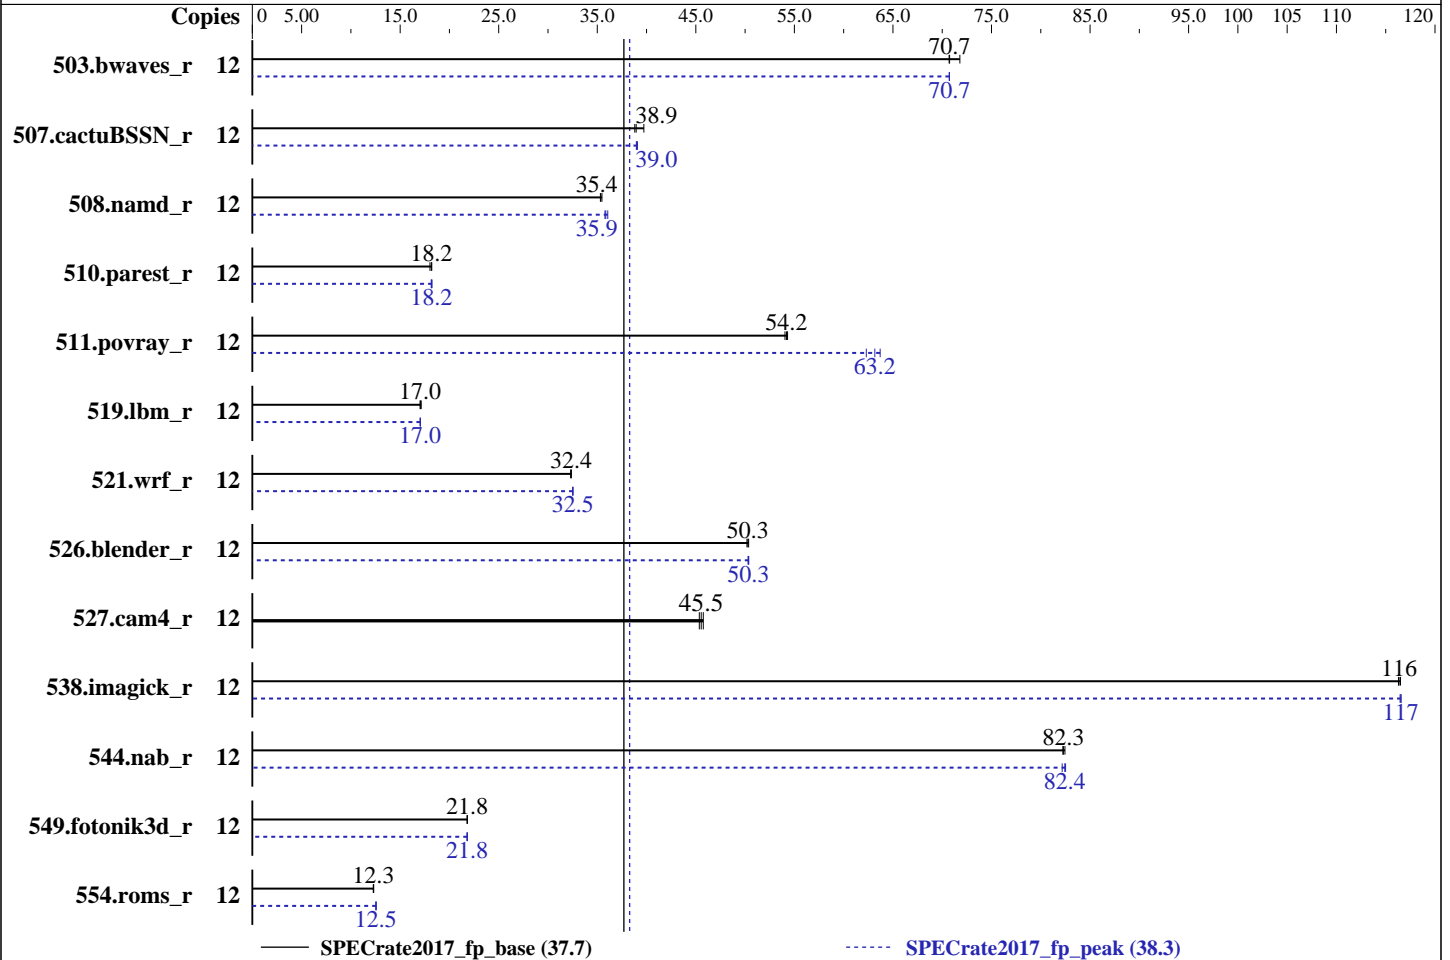 Copies 0 5.00 15.0 25.0 35.0 45.0 55.0 65.0 75.0 85.0 95.0 100 105 110 120
70.7
503.bwaves_r 12
70.7
38.9
507.cactuBSSN_r 12
39.0
35.4
508.namd_r 12
35.9
18.2
510.parest_r 12
18.2
54.2
511.povray_r 12
63.2
17.0
519.lbm_r 12
17.0
32.4
521.wrf_r 12
32.5
50.3
526.blender_r 12
50.3
45.5
527.cam4_r 12
116
538.imagick_r 12
117
82.3
544.nab_r 12
82.4
21.8
549.fotonik3d_r 12
21.8
12.3
554.roms_r 12
12.5
SPECrate2017_fp_base (37.7) SPECrate2017_fp_peak (38.3)